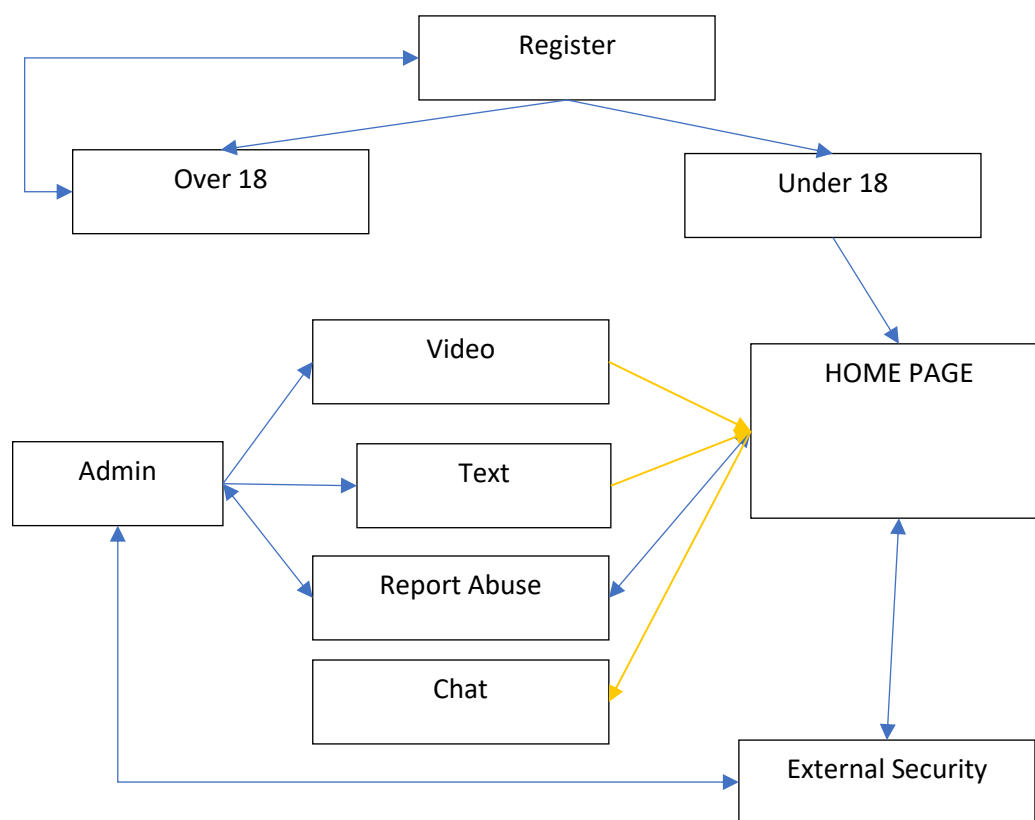 Register
Over 18
Under 18
Video
HOME PAGE
Admin
Text
Report Abuse
Chat
External Security